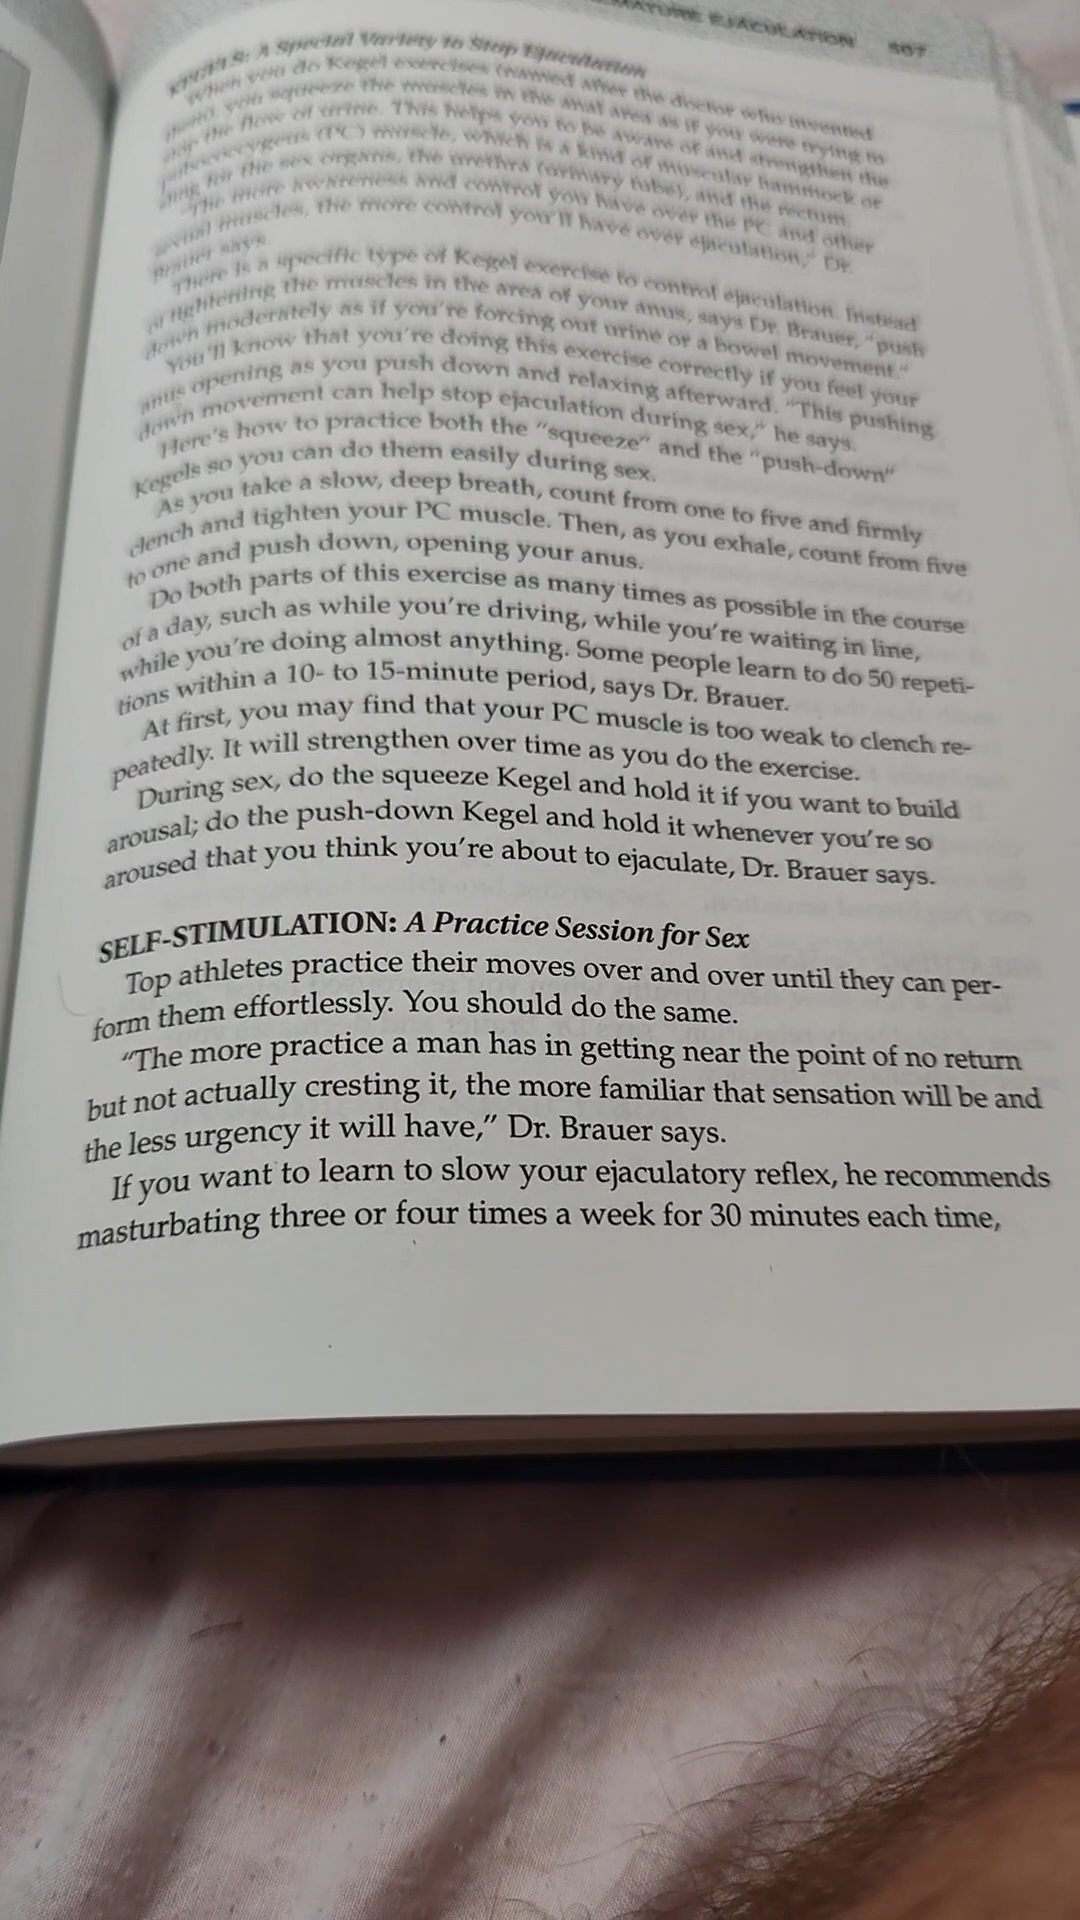 MATURE EJACULATION 507
KEGELS: A Special Variety to Stop Ejaculation
When you do Kegel exercises (named after the doctor who invented
them), you squeeze the muscles in the anal area as if you were trying to
stop the flow of urine. This helps you to be aware of and strengthen the
pubococcygeus (PC) muscle, which is a kind of muscular hammock or
sling for the sex organs, the urethra (urinary tube), and the rectum.
"The more awareness and control you have over the PC and other
sexual muscles, the more control you'll have over ejaculation," Dr.
Brauer says.
There is a specific type of Kegel exercise to control ejaculation. Instead
of tightening the muscles in the area of your anus, says Dr. Brauer, "push
down moderately as if you're forcing out urine or a bowel movement."
You'll know that you're doing this exercise correctly if you feel your
anus opening as you push down and relaxing afterward. "This pushing
down movement can help stop ejaculation during sex," he says.
Here's how to practice both the "squeeze" and the "push-down"
Kegels so you can do them easily during sex.
As you take a slow, deep breath, count from one to five and firmly
clench and tighten your PC muscle. Then, as you exhale, count from five
to one and push down, opening your anus.
Do both parts of this exercise as many times as possible in the course
of a day, such as while you're driving, while you're waiting in line,
while you're doing almost anything. Some people learn to do 50 repeti-
tions within a 10- to 15-minute period, says Dr. Brauer.
At first, you may find that your PC muscle is too weak to clench re-
peatedly. It will strengthen over time as you do the exercise.
During sex, do the squeeze Kegel and hold it if you want to build
arousal; do the push-down Kegel and hold it whenever you're so
aroused that you think you're about to ejaculate, Dr. Brauer says.
SELF-STIMULATION: A Practice Session for Sex
Top athletes practice their moves over and over until they can per-
form them effortlessly. You should do the same.
"The more practice a man has in getting near the point of no return
but not actually cresting it, the more familiar that sensation will be and
the less urgency it will have," Dr. Brauer says.
If you want to learn to slow your ejaculatory reflex, he recommends
masturbating three or four times a week for 30 minutes each time,